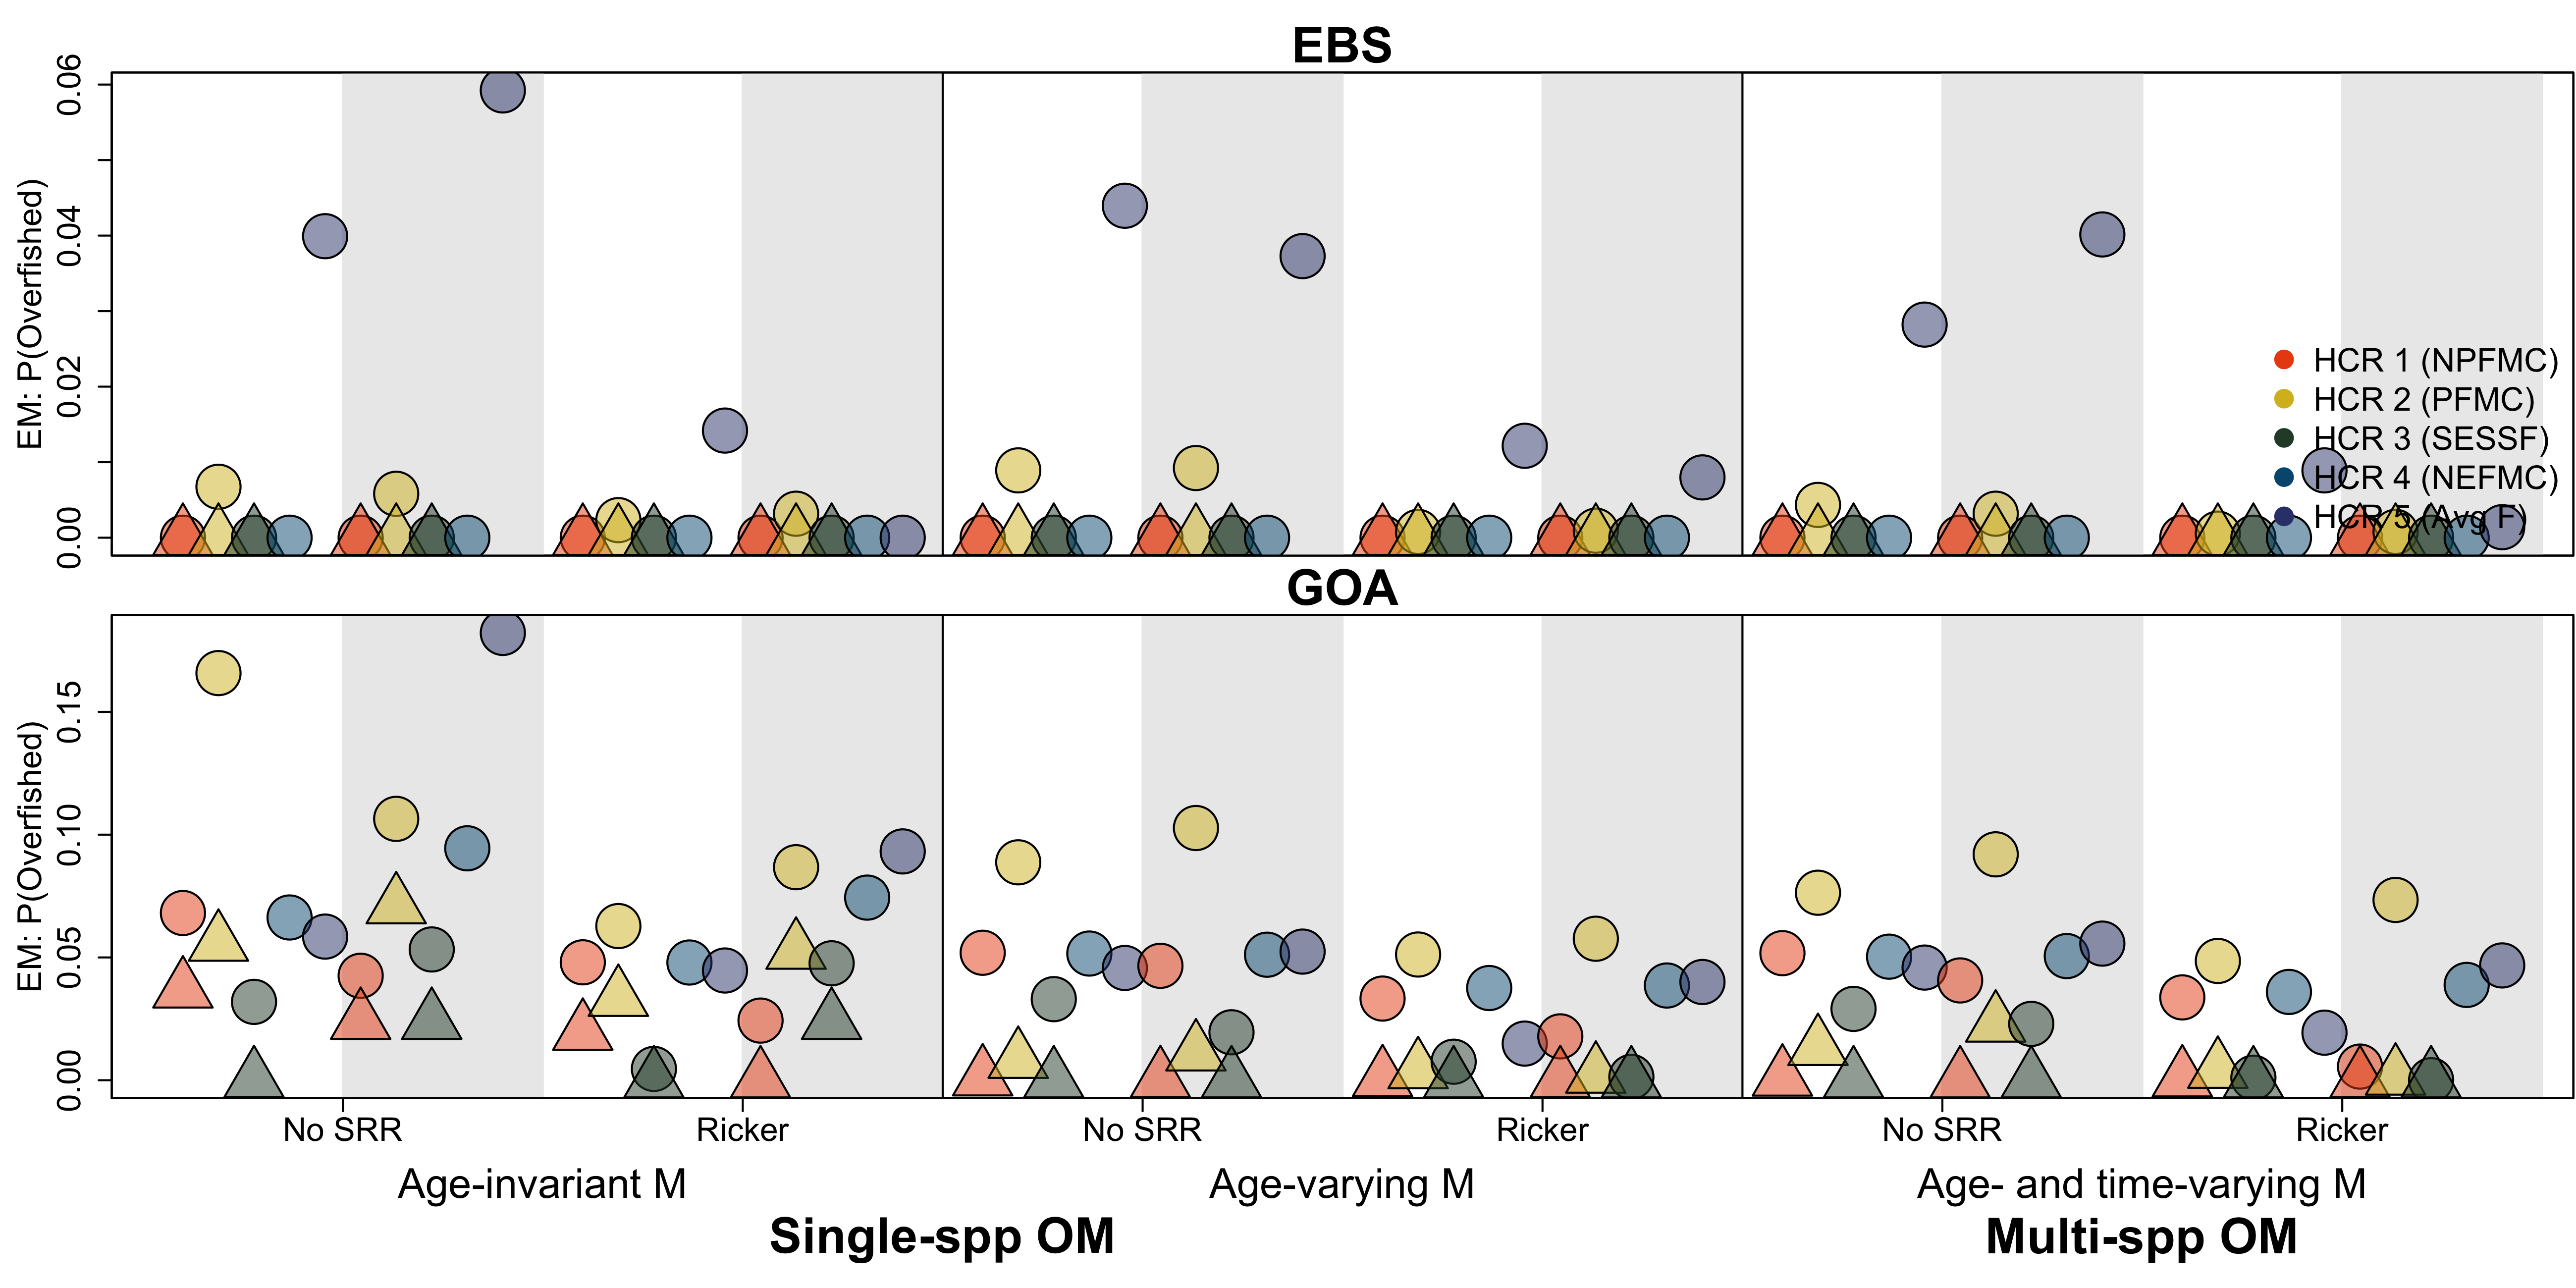 EBS
EM: P(Overfished)
0.06
0.04
0.02
0.00
HCR 1 (NPFMC)
HCR 2 (PFMC)
HCR 3 (SESSF)
HCR 4 (NEFMC)
HCR 5 (Avg F)
GOA
EM: P(Overfished)
0.15
0.10
0.05
0.00
No SRR Ricker No SRR Ricker No SRR Ricker
Age-invariant M Age-varying M Age- and time-varying M
Single-spp OM Multi-spp OM